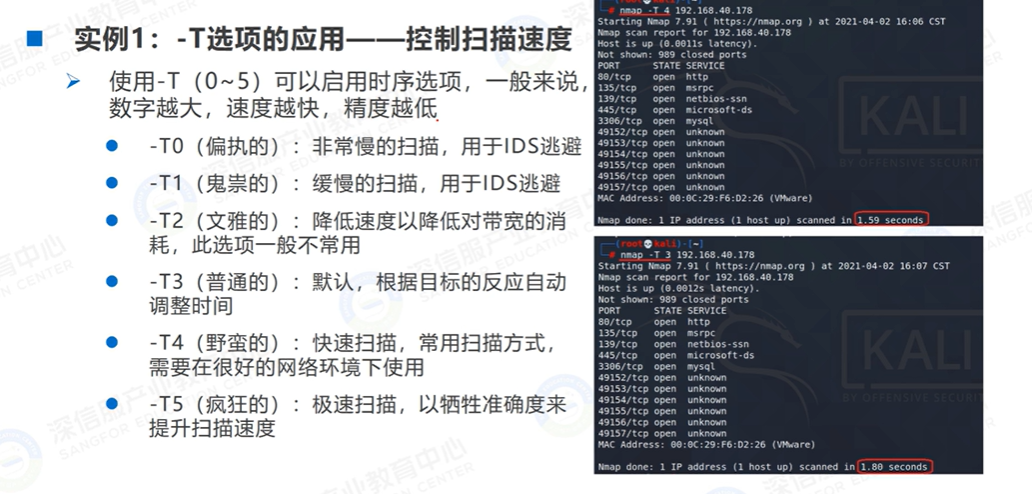 实例1：-T选项的应用——控制扫描速度
使用-T（0~5）可以启用时序选项，一般来说，
数字越大，速度越快，精度越低
-T0（偏执的）：非常慢的扫描，用于IDS逃避
-T1（鬼祟的）：缓慢的扫描，用于IDS逃避
-T2（文雅的）：降低速度以降低对带宽的消
耗，此选项一般不常用
-T3（普通的）：默认，根据目标的反应自动
调整时间
-T4（野蛮的）：快速扫描，常用扫描方式，
需要在很好的网络环境下使用
-T5（疯狂的）：极速扫描，以牺牲准确度来
提升扫描速度
# nmap -T 4 192.168.40.178
Starting Nmap 7.91 ( https://nmap.org ) at 2021-04-02 16:06 CST
Nmap scan report for 192.168.40.178
Host is up (0.0011s latency).
Not shown: 989 closed ports
PORT STATE SERVICE
80/tcp open http
135/tcp open msrpc
139/tcp open netbios-ssn
445/tcp open microsoft-ds
3306/tcp open mysql
49152/tcp open unknown
49153/tcp open unknown
49154/tcp open unknown
49155/tcp open unknown
49156/tcp open unknown
49157/tcp open unknown
MAC Address: 00:0C:29:F6:D2:26 (VMware)
Nmap done: 1 IP address (1 host up) scanned in 1.59 seconds
(root💀kali)-[~]
# nmap -T 3 192.168.40.178
Starting Nmap 7.91 ( https://nmap.org ) at 2021-04-02 16:07 CST
Nmap scan report for 192.168.40.178
Host is up (0.0012s latency).
Not shown: 989 closed ports
PORT STATE SERVICE
80/tcp open http
135/tcp open msrpc
139/tcp open netbios-ssn
445/tcp open microsoft-ds
3306/tcp open mysql
49152/tcp open unknown
49153/tcp open unknown
49154/tcp open unknown
49155/tcp open unknown
49156/tcp open unknown
49157/tcp open unknown
MAC Address: 00:0C:29:F6:D2:26 (VMware)
Nmap done: 1 IP address (1 host up) scanned in 1.80 seconds
KALI
BY OFFENSIVE SECURIT
KALI
BY OFFENSIVE SECURIT
深信服产业教育中心
SANGFOR EDUCATION CENTER